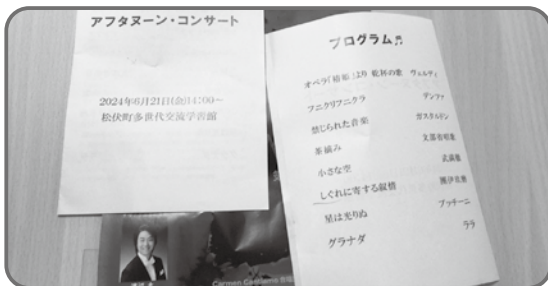 アフタヌーン・コンサート
2024年6月21日(金)14:00～
松伏町多世代交流学習館
プログラム♬
オペラ「椿姫」より 乾杯の歌 ヴェルディ
フニクリフニクラ デンツァ
禁じられた音楽 ガスタルドン
茶摘み 文部省唱歌
小さな空 武満徹
しぐれに寄する叙情 團伊玖磨
星は光りぬ プッチーニ
グラナダ ララ
Carmen